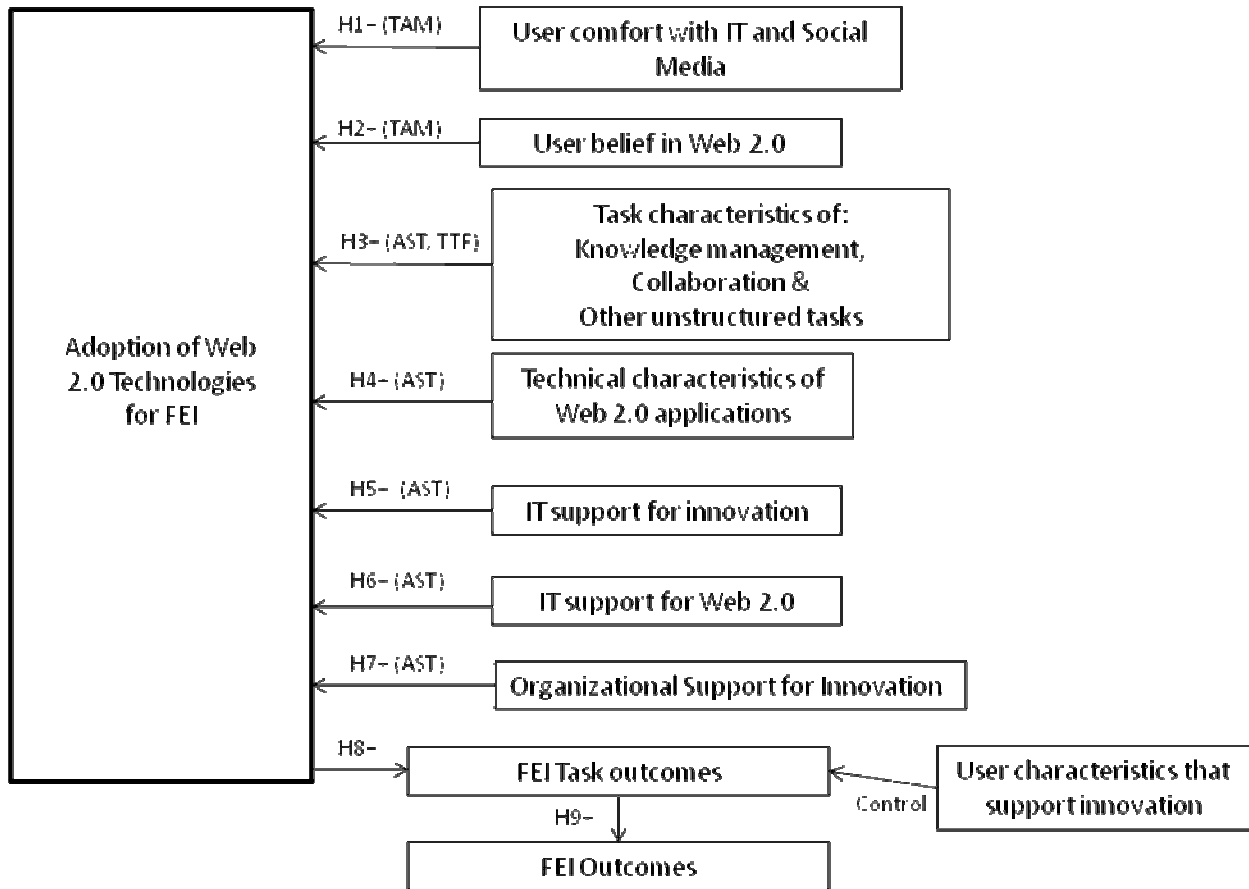 H1– (TAM)
User comfort with IT and Social
Media
H2– (TAM)
User belief in Web 2.0
Task characteristics of:
Knowledge management,
Collaboration &
Other unstructured tasks
H3– (AST, TTF)
Adoption of Web
2.0 Technologies
for FEI
H4– (AST)
Technical characteristics of
Web 2.0 applications
H5– (AST)
IT support for innovation
H6– (AST)
IT support for Web 2.0
H7– (AST)
Organizational Support for Innovation
H8–
FEI Task outcomes
User characteristics that
support innovation
Control
H9–
FEI Outcomes